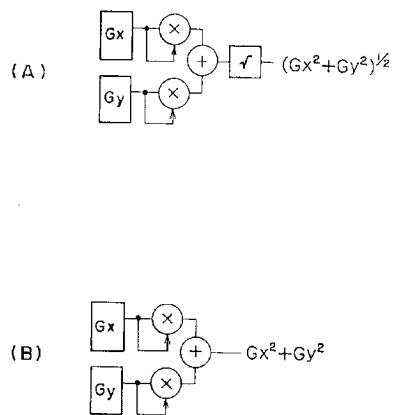 Gx ×
(A) + √ (Gx²+Gy²)^½
Gy ×
Gx ×
(B) + Gx²+Gy²
Gy ×